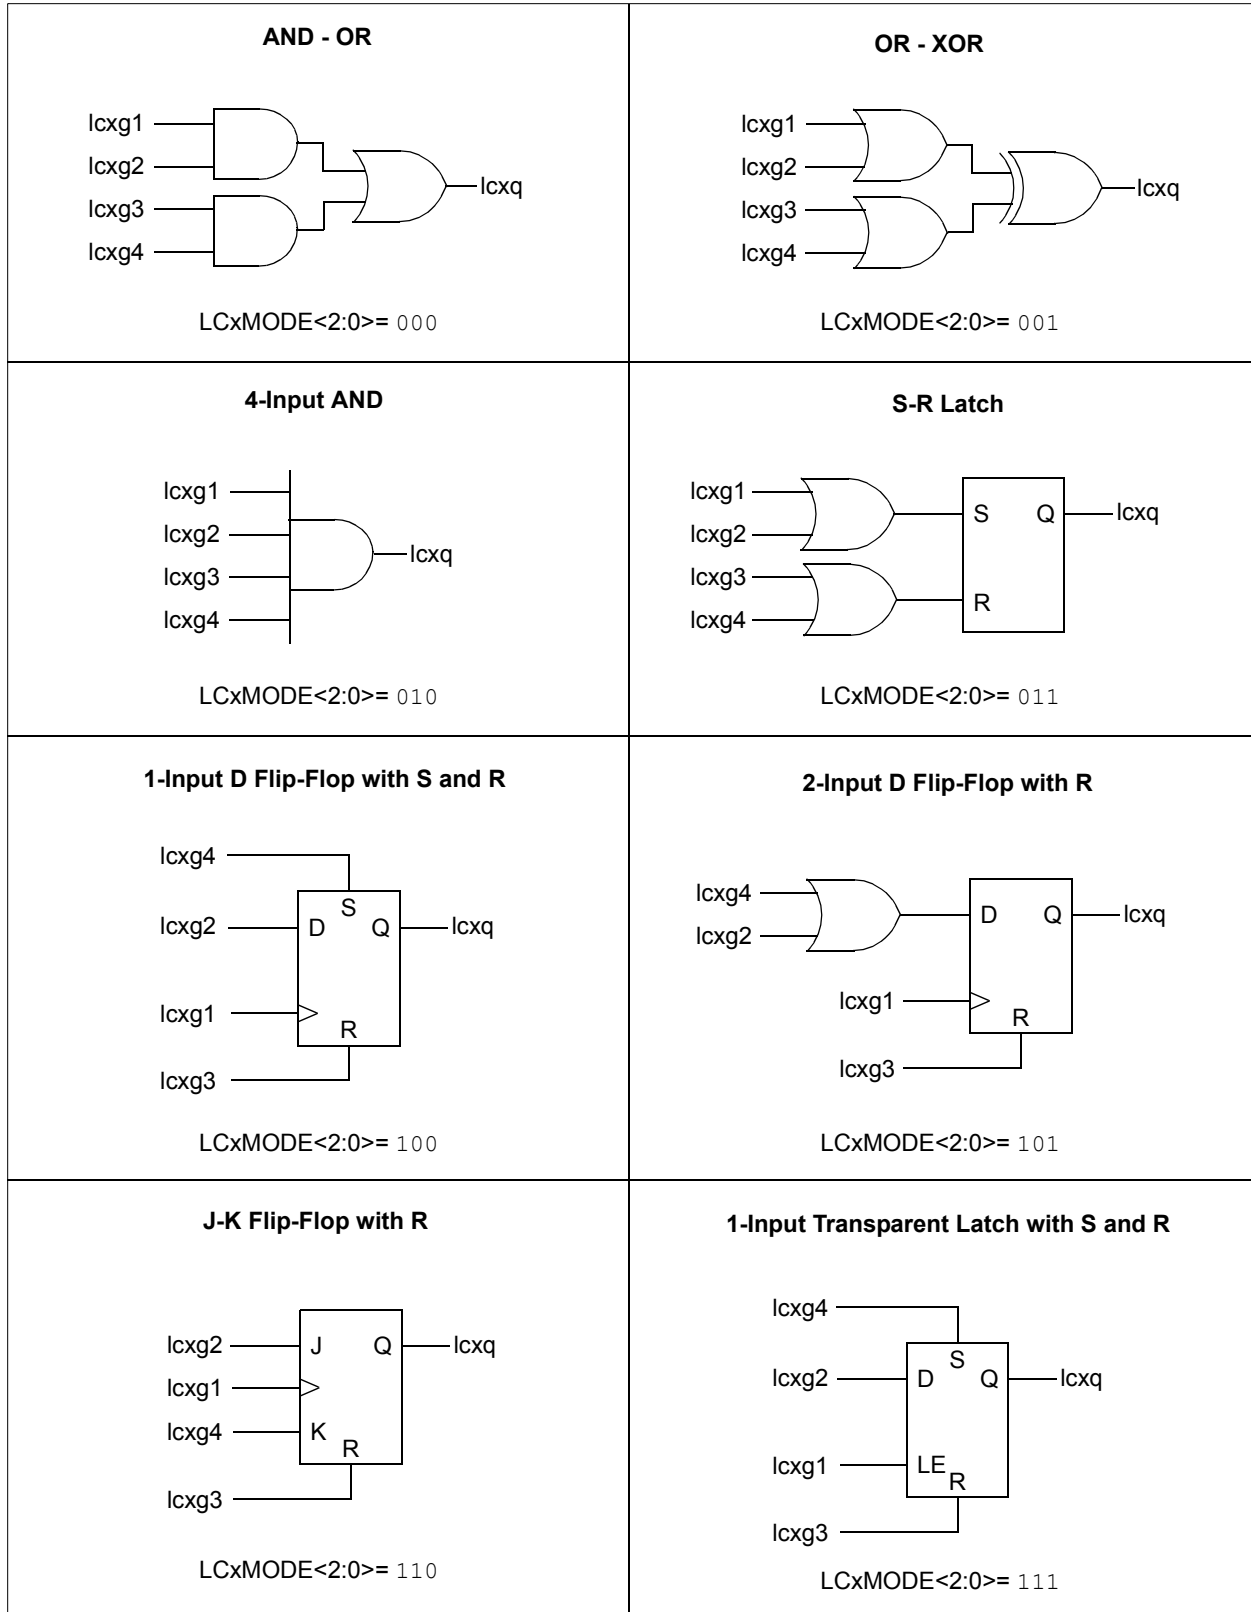 AND - OR
lcxg1
lcxg2
lcxg3
lcxg4
lcxq
LCxMODE<2:0>= 000
OR - XOR
lcxg1
lcxg2
lcxg3
lcxg4
lcxq
LCxMODE<2:0>= 001
4-Input AND
lcxg1
lcxg2
lcxg3
lcxg4
lcxq
LCxMODE<2:0>= 010
S-R Latch
lcxg1
lcxg2
lcxg3
lcxg4
S
Q
lcxq
R
LCxMODE<2:0>= 011
1-Input D Flip-Flop with S and R
lcxg4
S
lcxg2
D
Q
lcxq
lcxg1
R
lcxg3
LCxMODE<2:0>= 100
2-Input D Flip-Flop with R
lcxg4
lcxg2
D
Q
lcxq
lcxg1
R
lcxg3
LCxMODE<2:0>= 101
J-K Flip-Flop with R
lcxg2
J
Q
lcxq
lcxg1
lcxg4
K
R
lcxg3
LCxMODE<2:0>= 110
1-Input Transparent Latch with S and R
lcxg4
S
lcxg2
D
Q
lcxq
lcxg1
LE
R
lcxg3
LCxMODE<2:0>= 111